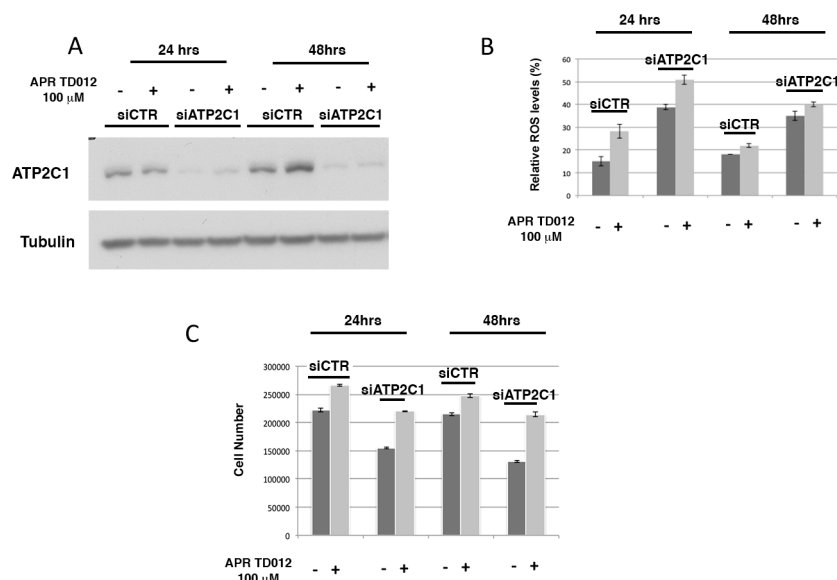 A
24 hrs 48hrs
APR TD012 - + - + - + - +
100 μM
siCTR siATP2C1 siCTR siATP2C1
ATP2C1
Tubulin
B
24 hrs 48hrs
Relative ROS levels (%)
60
50
40
30
20
10
0
siCTR
siATP2C1
siCTR
siATP2C1
APR TD012 - + - + - + - +
100 μM
C
24hrs 48hrs
Cell Number
300000
250000
200000
150000
100000
50000
0
siCTR
siATP2C1
siCTR
siATP2C1
APR TD012 - + - + - + - +
100 μM